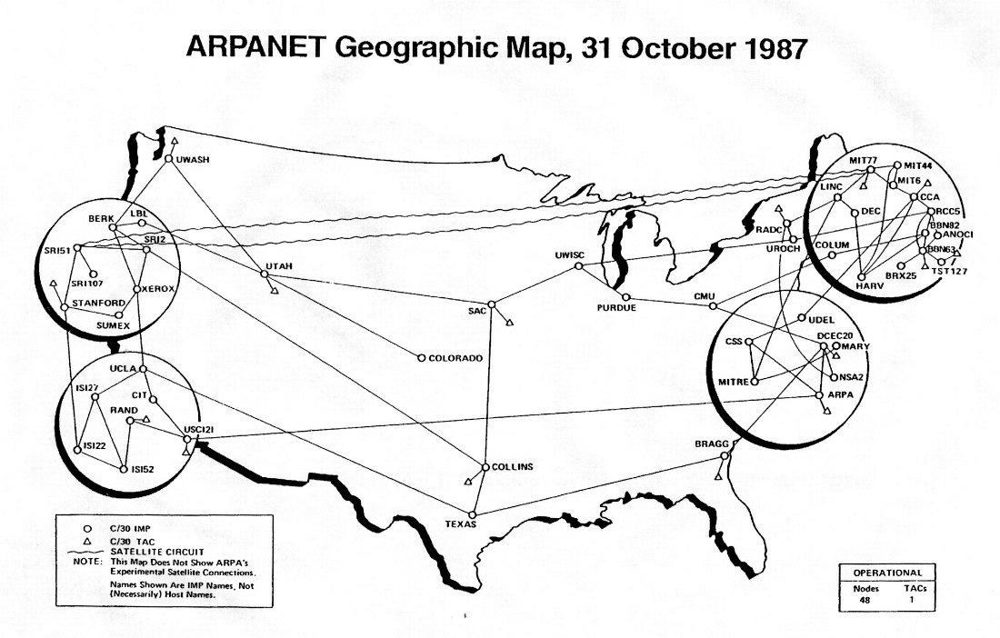 ARPANET Geographic Map, 31 October 1987
UWASH
BERK
LBL
SRI51
SRI2
SRI107
STANFORD
XEROX
SUMEX
UTAH
COLORADO
SAC
UWISC
PURDUE
CMU
MIT77
MIT44
MIT6
LINC
CCA
DEC
RCC5
RADC
BBN82
ANOCI
UROCH
COLUM
BBN63
TST127
BRX25
HARV
UDEL
CSS
DCEC20
MARY
MITRE
NSA2
ARPA
UCLA
ISI27
CIT
RAND
USCI21
ISI22
ISI52
COLLINS
BRAGG
TEXAS
C/30 IMP
C/30 TAC
SATELLITE CIRCUIT
NOTE: This Map Does Not Show ARPA's
Experimental Satellite Connections.
Names Shown Are IMP Names, Not
(Necessarily) Host Names.
OPERATIONAL
Nodes TACs
48 1